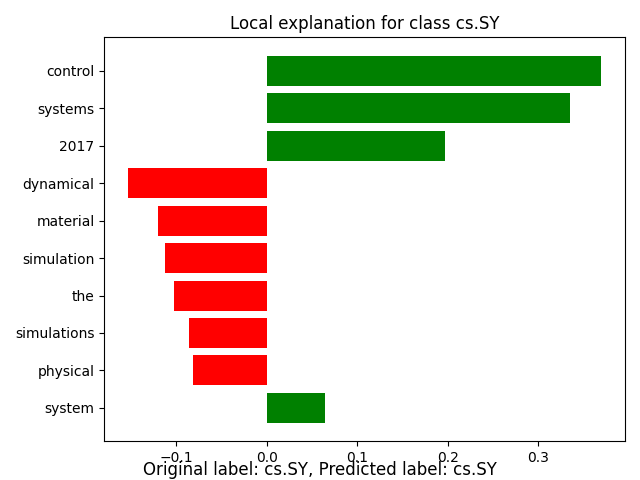 Local explanation for class cs.SY
control
systems
2017
dynamical
material
simulation
the
simulations
physical
system
−0.1 0.0 0.1 0.2 0.3
Original label: cs.SY, Predicted label: cs.SY